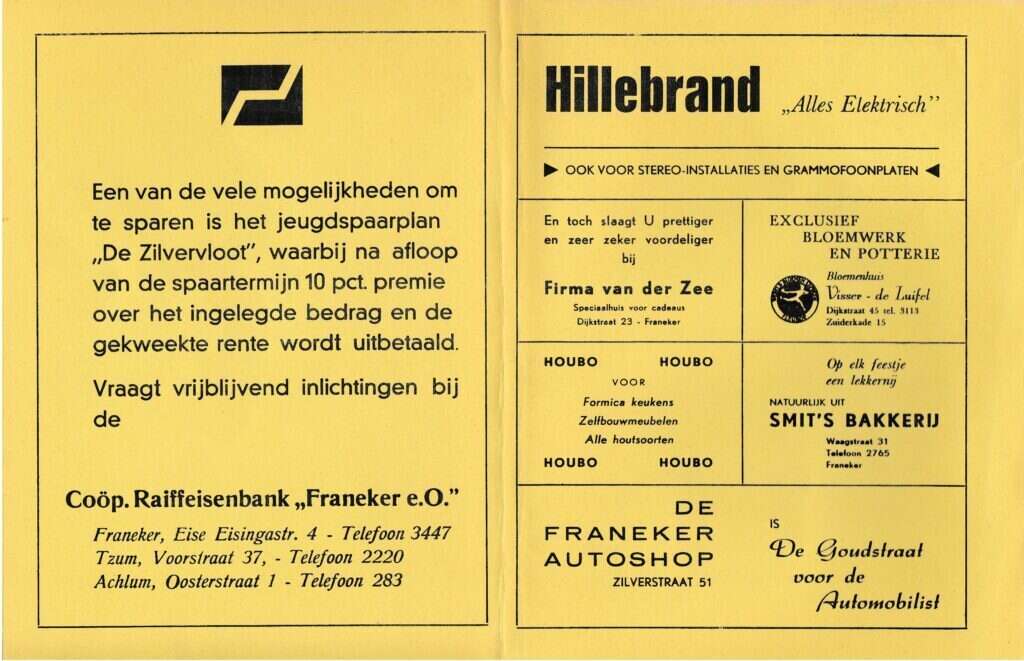 Een van de vele mogelijkheden om
te sparen is het jeugdspaarplan
„De Zilvervloot”, waarbij na afloop
van de spaartermijn 10 pct. premie
over het ingelegde bedrag en de
gekweekte rente wordt uitbetaald.
Vraagt vrijblijvend inlichtingen bij
de
Coöp. Raiffeisenbank „Franeker e.O.”
Franeker, Eise Eisingastr. 4 - Telefoon 3447
Tzum, Voorstraat 37, - Telefoon 2220
Achlum, Oosterstraat 1 - Telefoon 283
Hillebrand „Alles Elektrisch”
OOK VOOR STEREO-INSTALLATIES EN GRAMMOFOONPLATEN
En toch slaagt U prettiger
en zeer zeker voordeliger
bij
Firma van der Zee
Speciaalhuis voor cadeaus
Dijkstraat 23 - Franeker
EXCLUSIEF
BLOEMWERK
EN POTTERIE
Bloemenhuis
Visser - de Luifel
Dijkstraat 45 tel. 3113
Zuiderkade 15
HOUBO HOUBO
VOOR
Formica keukens
Zelfbouwmeubelen
Alle houtsoorten
HOUBO HOUBO
Op elk feestje
een lekkernij
NATUURLIJK UIT
SMIT'S BAKKERIJ
Waagstraat 31
Telefoon 2765
Franeker
DE
FRANEKER
AUTOSHOP
ZILVERSTRAAT 51
IS
De Goudstraat
voor de
Automobilist